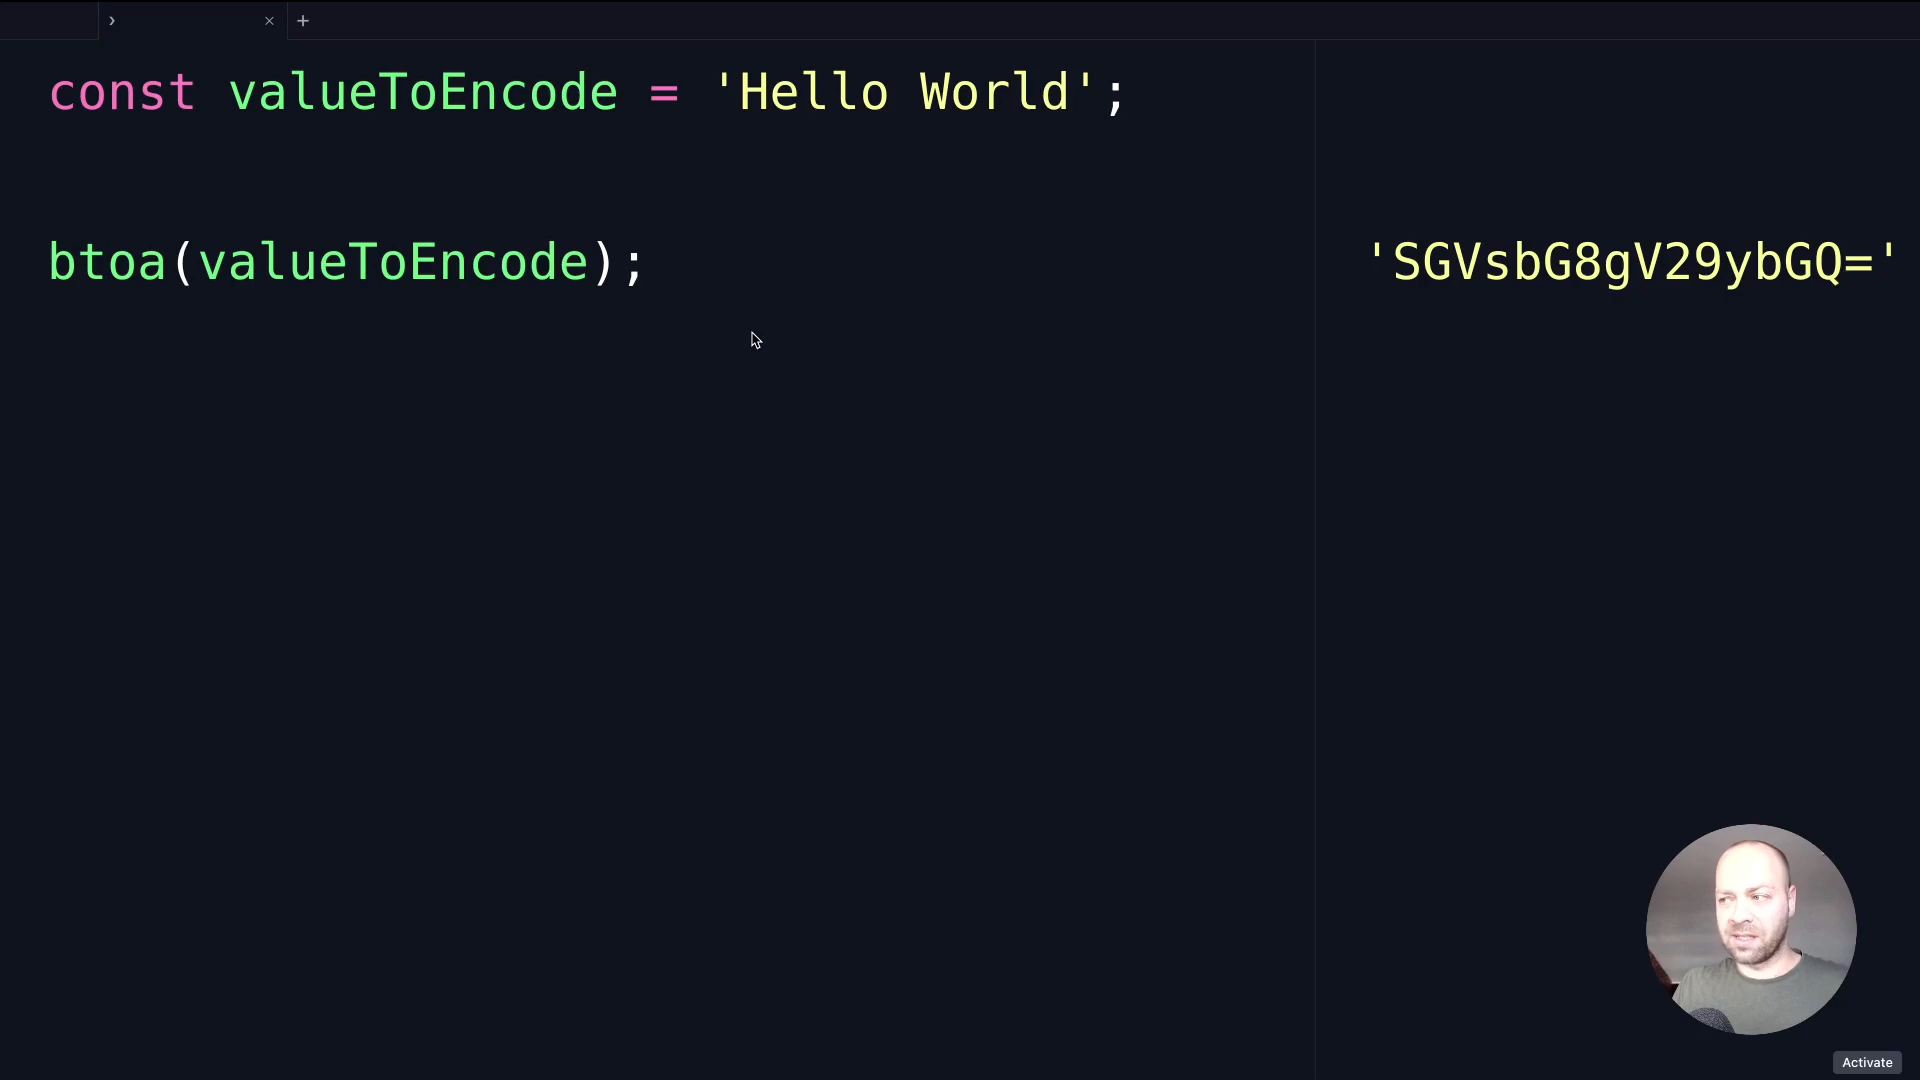 const valueToEncode = 'Hello World';
btoa(valueToEncode);
'SGVsbG8gV29ybGQ='
Activate